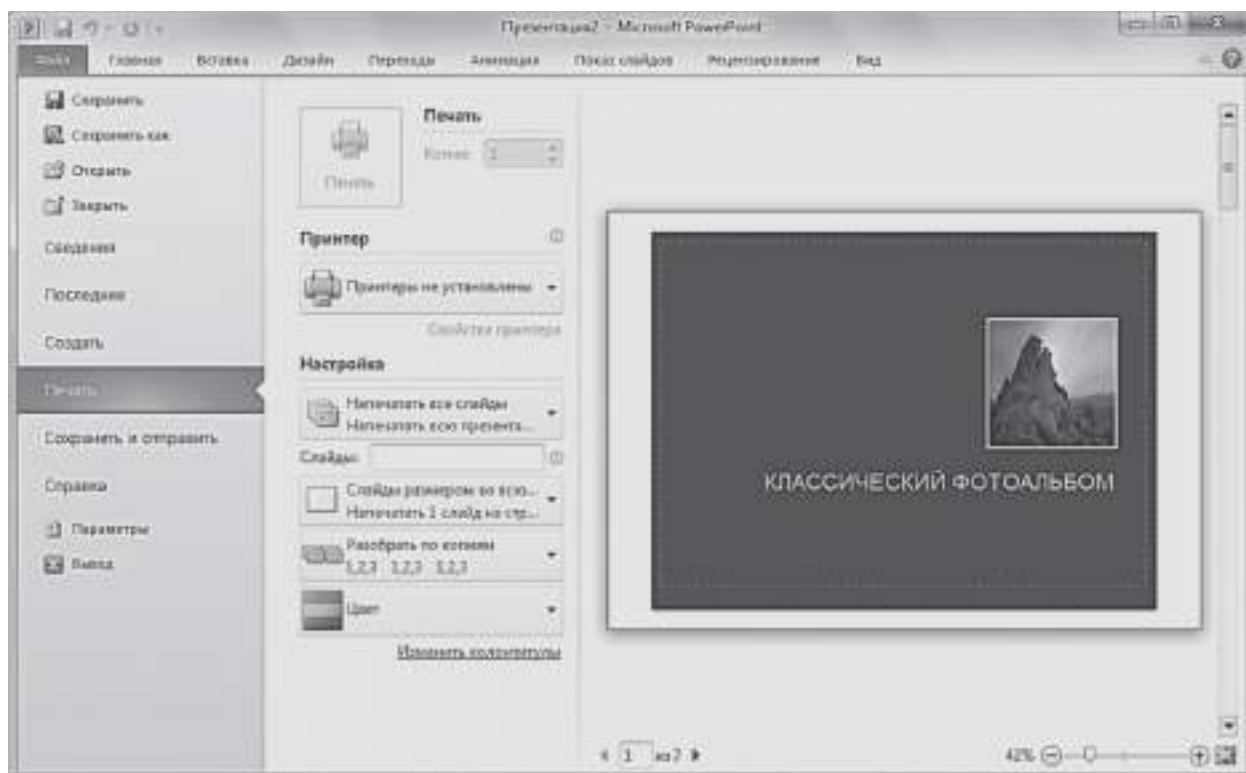 Презентация2 - Microsoft PowerPoint
Файл Главная Вставка Дизайн Переходы Анимация Показ слайдов Рецензирование Вид
Сохранить
Сохранить как
Открыть
Закрыть
Сведения
Последние
Создать
Печать
Сохранить и отправить
Справка
Параметры
Выход
Печать
Копии: 1
Печать
Принтер
Принтеры не установлены
Свойства принтера
Настройка
Напечатать все слайды
Напечатать всю презента...
Слайды:
Слайды размером во всю...
Напечатать 1 слайд на стр...
Разобрать по копиям
1,2,3 1,2,3 1,2,3
Цвет
Изменить колонтитулы
КЛАССИЧЕСКИЙ ФОТОАЛЬБОМ
1 из 7
42%